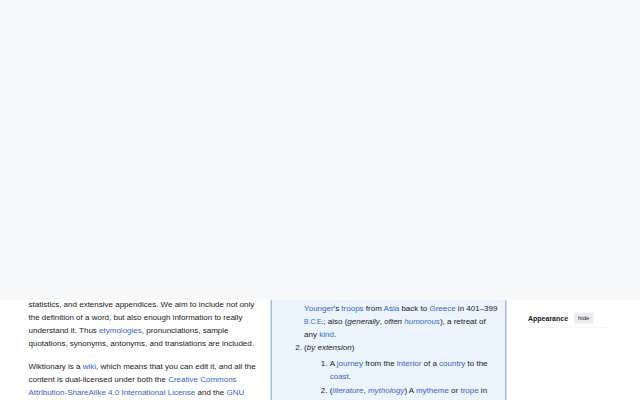 statistics, and extensive appendices. We aim to include not only
the definition of a word, but also enough information to really
understand it. Thus etymologies, pronunciations, sample
quotations, synonyms, antonyms, and translations are included.
Wiktionary is a wiki, which means that you can edit it, and all the
content is dual-licensed under both the Creative Commons
Attribution-ShareAlike 4.0 International License and the GNU
Younger's troops from Asia back to Greece in 401–399
B.C.E.; also (generally, often humorous), a retreat of
any kind.
2. (by extension)
1. A journey from the interior of a country to the
coast.
2. (literature, mythology) A mytheme or trope in
Appearance hide